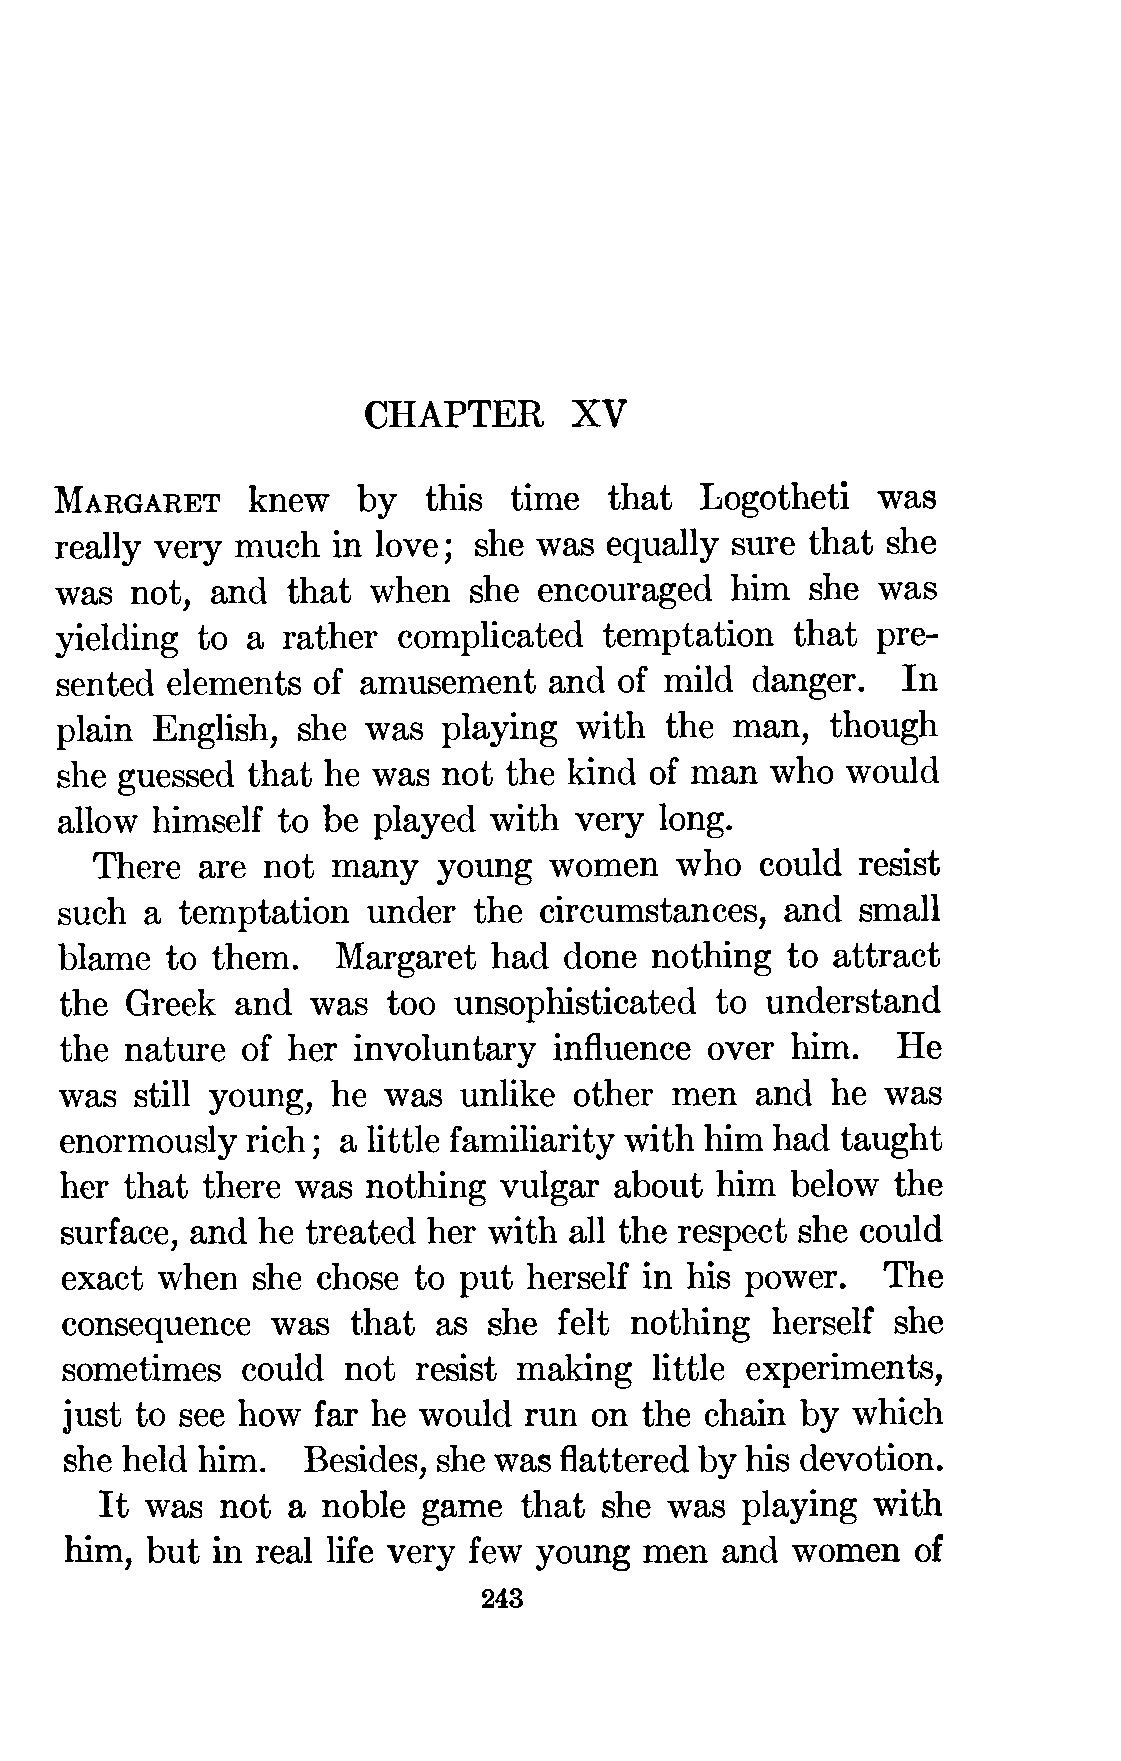 CHAPTER XV
MARGARET knew by this time that Logotheti was
really very much in love; she was equally sure that she
was not, and that when she encouraged him she was
yielding to a rather complicated temptation that pre-
sented elements of amusement and of mild danger. In
plain English, she was playing with the man, though
she guessed that he was not the kind of man who would
allow himself to be played with very long.
There are not many young women who could resist
such a temptation under the circumstances, and small
blame to them. Margaret had done nothing to attract
the Greek and was too unsophisticated to understand
the nature of her involuntary influence over him. He
was still young, he was unlike other men and he was
enormously rich; a little familiarity with him had taught
her that there was nothing vulgar about him below the
surface, and he treated her with all the respect she could
exact when she chose to put herself in his power. The
consequence was that as she felt nothing herself she
sometimes could not resist making little experiments,
just to see how far he would run on the chain by which
she held him. Besides, she was flattered by his devotion.
It was not a noble game that she was playing with
him, but in real life very few young men and women of
243